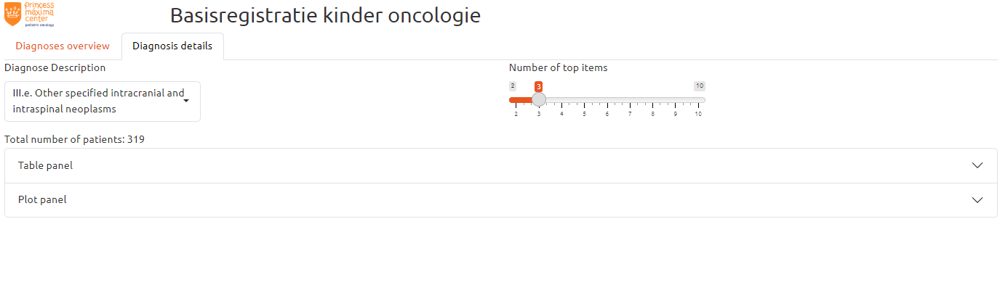 princess
máxima
center
pediatric oncology
Basisregistratie kinder oncologie
Diagnoses overview
Diagnosis details
Diagnose Description
Number of top items
III.e. Other specified intracranial and
intraspinal neoplasms
2
3
10
2 3 4 5 6 7 8 9 10
Total number of patients: 319
Table panel
Plot panel